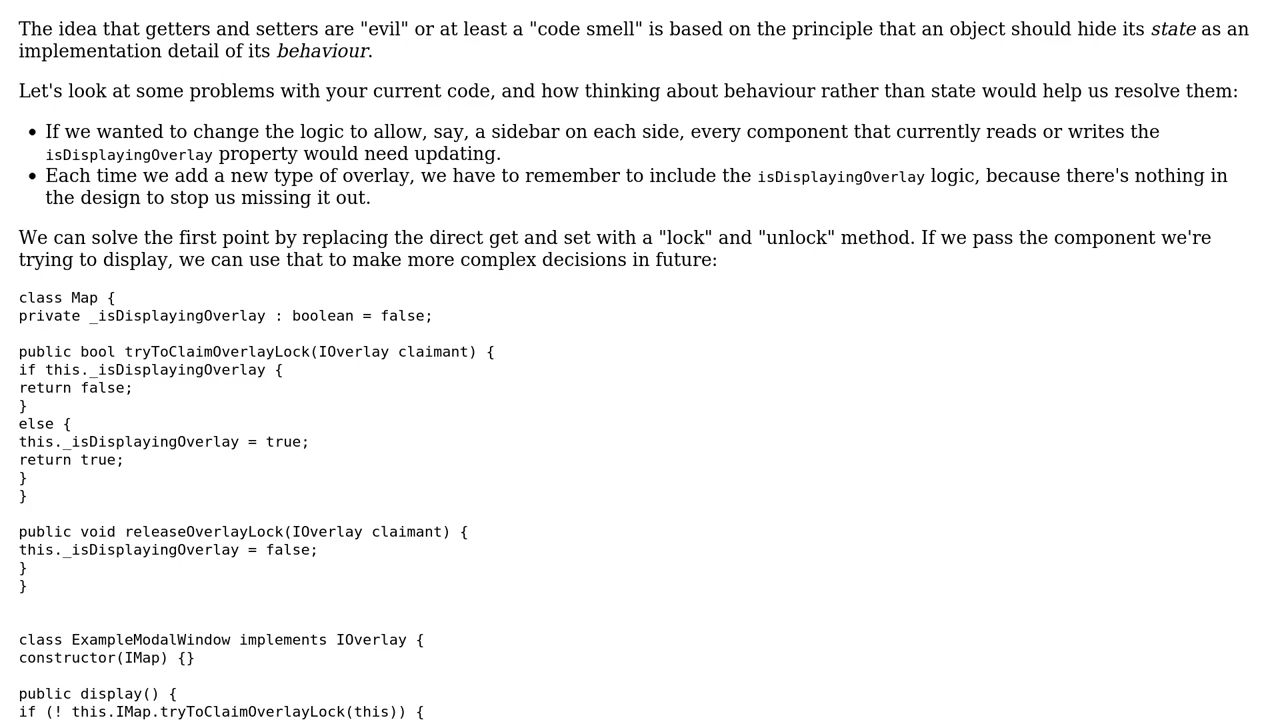 The idea that getters and setters are "evil" or at least a "code smell" is based on the principle that an object should hide its state as an
implementation detail of its behaviour.
Let's look at some problems with your current code, and how thinking about behaviour rather than state would help us resolve them:
• If we wanted to change the logic to allow, say, a sidebar on each side, every component that currently reads or writes the
isDisplayingOverlay property would need updating.
• Each time we add a new type of overlay, we have to remember to include the isDisplayingOverlay logic, because there's nothing in
the design to stop us missing it out.
We can solve the first point by replacing the direct get and set with a "lock" and "unlock" method. If we pass the component we're
trying to display, we can use that to make more complex decisions in future:
class Map {
private _isDisplayingOverlay : boolean = false;
public bool tryToClaimOverlayLock(IOverlay claimant) {
if this._isDisplayingOverlay {
return false;
}
else {
this._isDisplayingOverlay = true;
return true;
}
}
public void releaseOverlayLock(IOverlay claimant) {
this._isDisplayingOverlay = false;
}
}
class ExampleModalWindow implements IOverlay {
constructor(IMap) {}
public display() {
if (! this.IMap.tryToClaimOverlayLock(this)) {